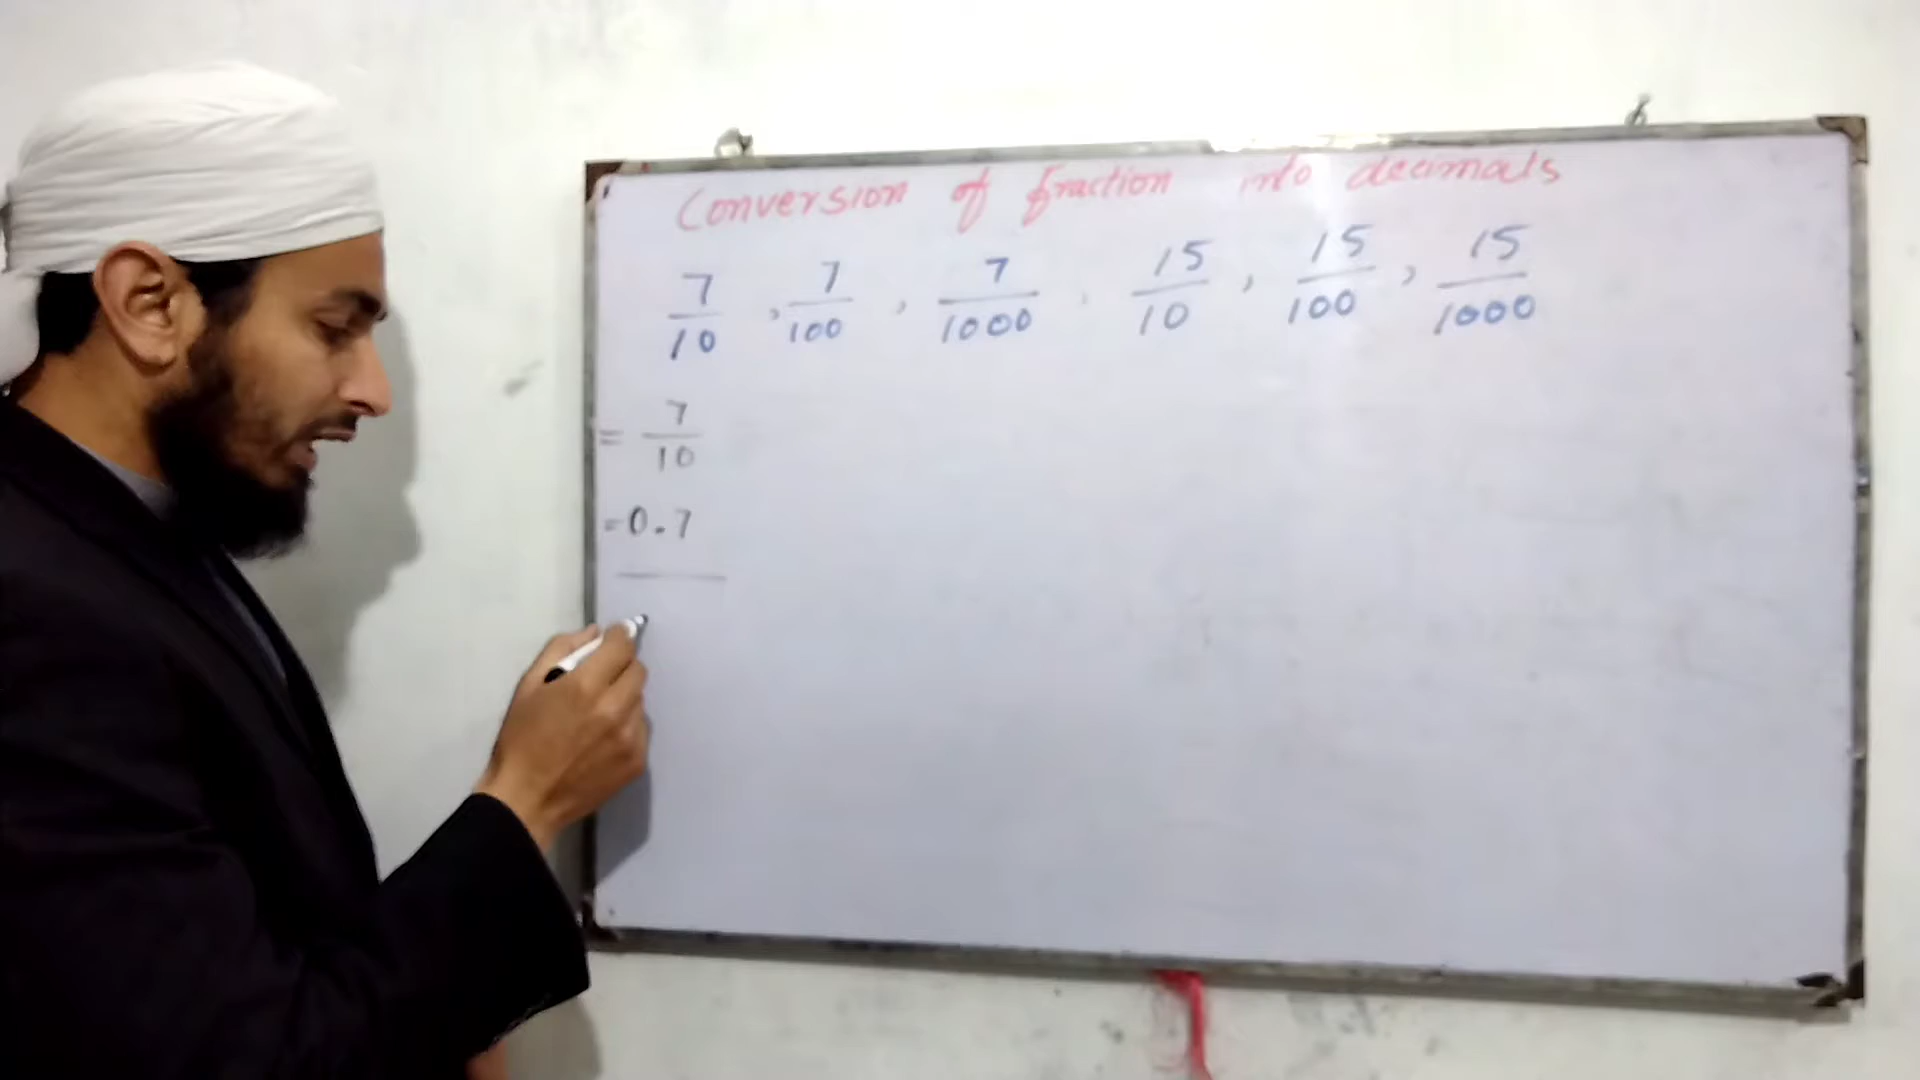 Conversion of fraction into decimals
7/10 , 7/100 , 7/1000 , 15/10 , 15/100 , 15/1000
= 7/10
= 0.7